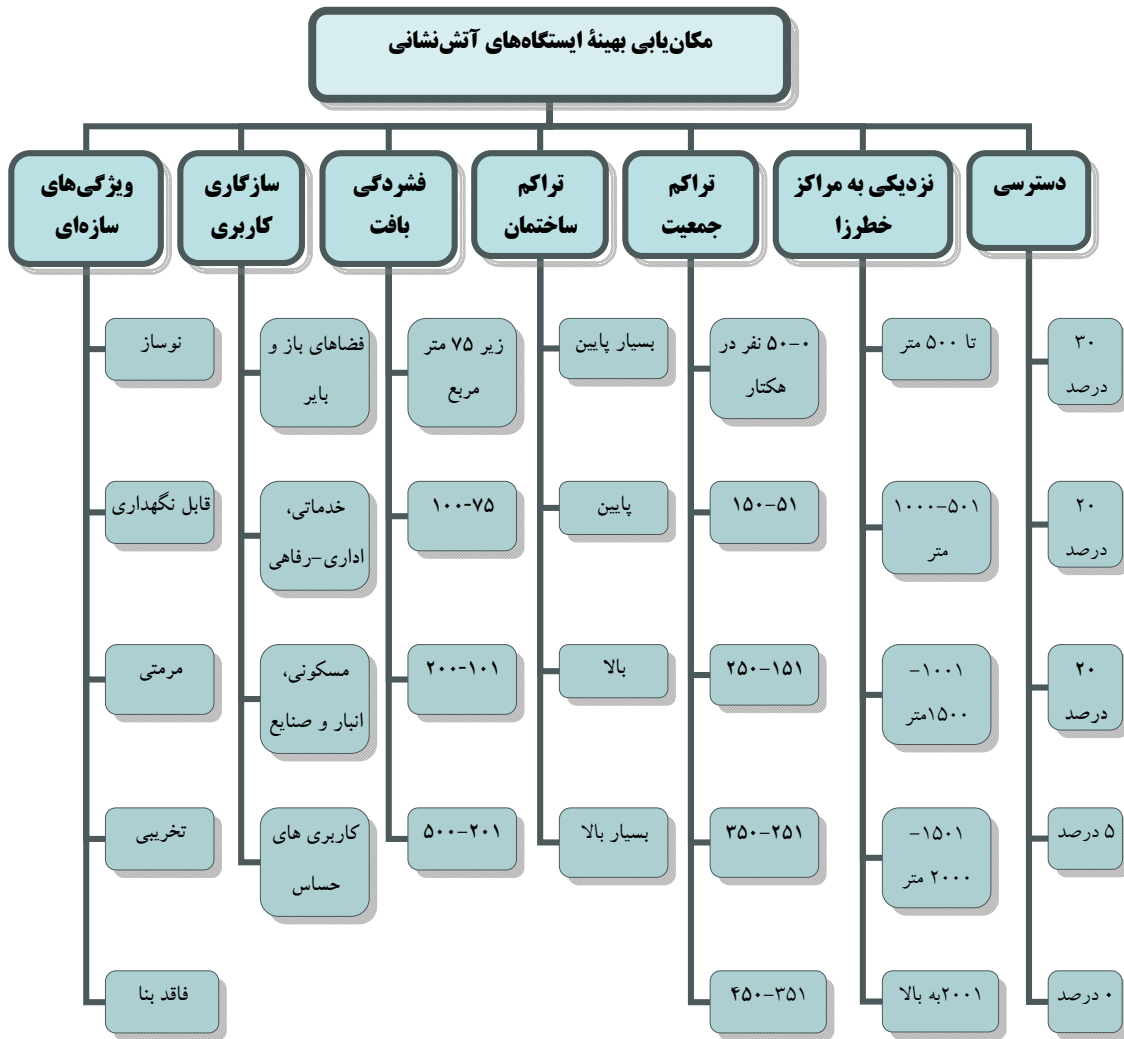 مکان‌یابی بهینهٔ ایستگاه‌های آتش‌نشانی
دسترسی
۳۰
درصد
۲۰
درصد
۲۰
درصد
۵ درصد
۰ درصد
نزدیکی به مراکز
خطرزا
تا ۵۰۰ متر
۵۰۱-۱۰۰۰
متر
۱۰۰۱-
۱۵۰۰متر
۱۵۰۱-
۲۰۰۰ متر
۲۰۰۱به بالا
تراکم
جمعیت
۰-۵۰ نفر در
هکتار
۵۱-۱۵۰
۱۵۱-۲۵۰
۲۵۱-۳۵۰
۳۵۱-۴۵۰
تراکم
ساختمان
بسیار پایین
پایین
بالا
بسیار بالا
فشردگی
بافت
زیر ۷۵ متر
مربع
۷۵-۱۰۰
۱۰۱-۲۰۰
۲۰۱-۵۰۰
سازگاری
کاربری
فضاهای باز و
بایر
خدماتی،
اداری-رفاهی
مسکونی،
انبار و صنایع
کاربری های
حساس
ویژگی‌های
سازه‌ای
نوساز
قابل نگهداری
مرمتی
تخریبی
فاقد بنا